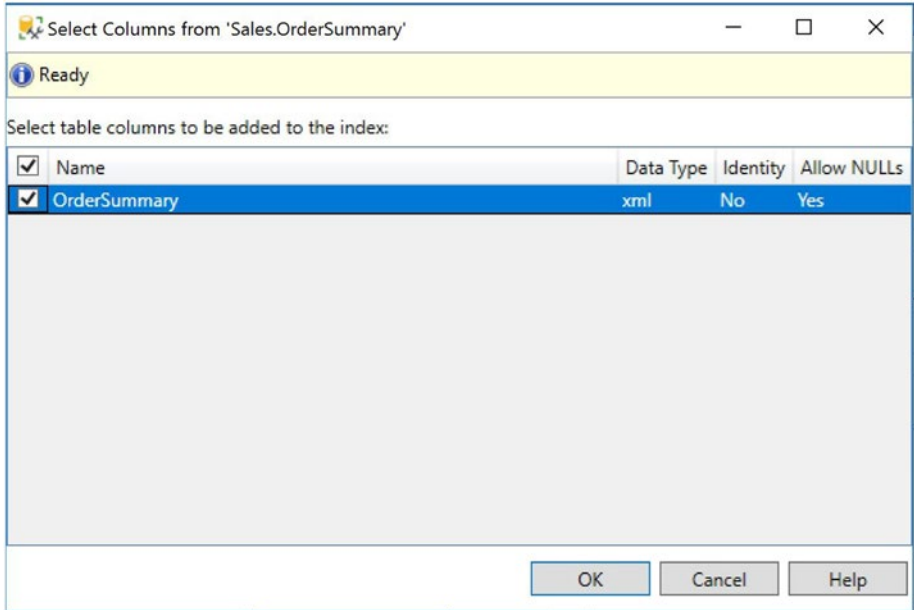 Select Columns from 'Sales.OrderSummary'
Ready
Select table columns to be added to the index:
Name Data Type Identity Allow NULLs
OrderSummary xml No Yes
OK Cancel Help